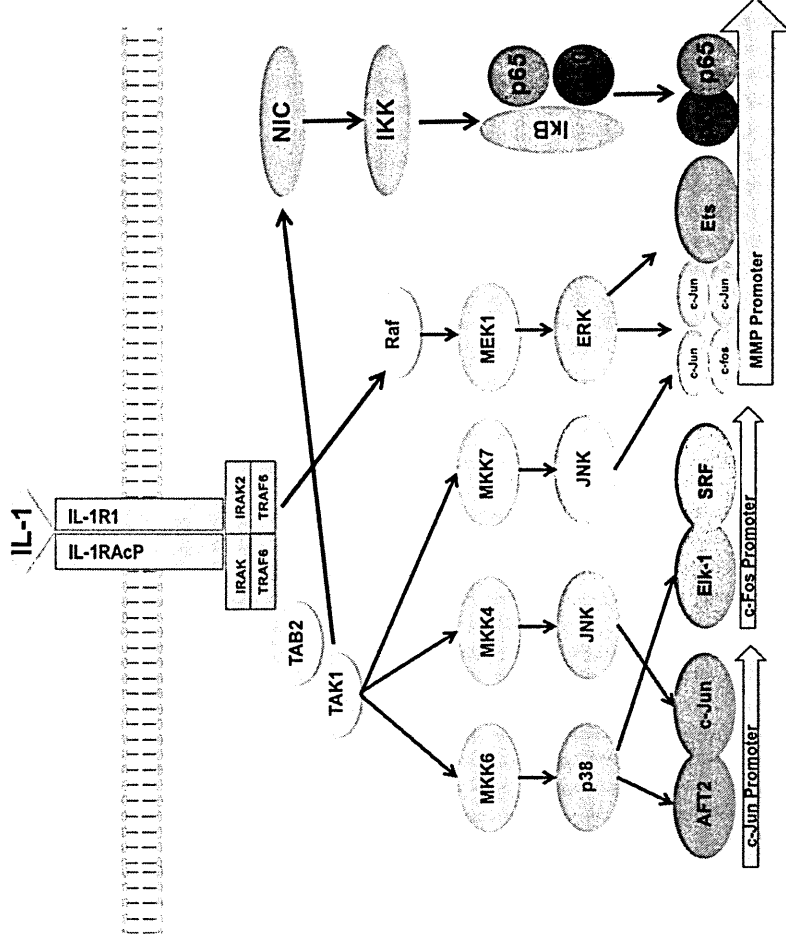 IL-1
IL-1RAcP
IL-1R1
IRAK
IRAK2
TRAF6
TRAF6
TAB2
TAK1
NIC
IKK
IκB
p65
p65
Raf
MEK1
ERK
MKK6
MKK4
MKK7
p38
JNK
JNK
AFT2
c-Jun
Elk-1
SRF
c-Jun
c-Jun
c-fos
c-Jun
Ets
c-Jun Promoter
c-Fos Promoter
MMP Promoter